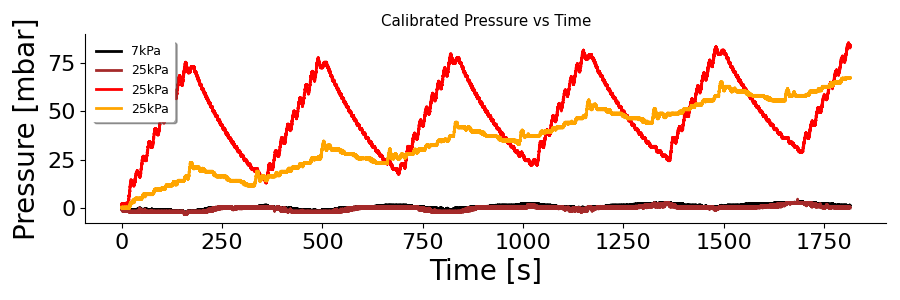 Calibrated Pressure vs Time
Pressure [mbar]
75
50
25
0
7kPa
25kPa
25kPa
25kPa
0 250 500 750 1000 1250 1500 1750
Time [s]